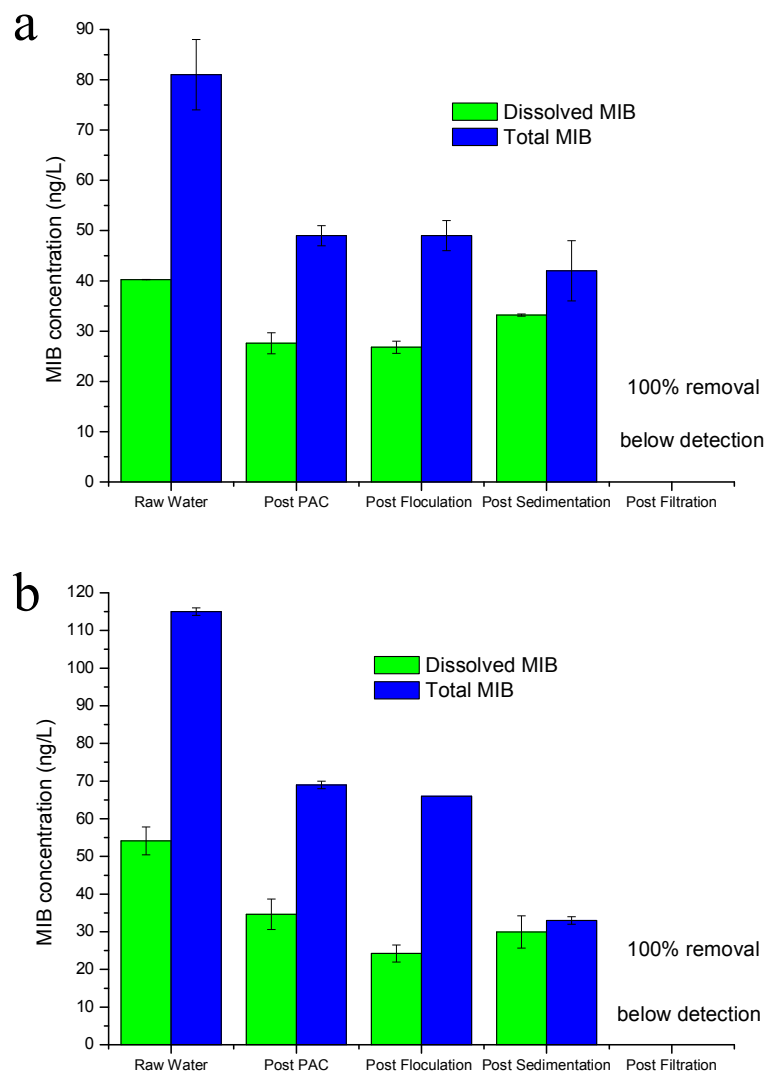 a
90
80
70
60
50
40
30
20
10
0
MIB concentration (ng/L)
Dissolved MIB
Total MIB
100% removal
below detection
Raw Water
Post PAC
Post Floculation
Post Sedimentation
Post Filtration
b
120
110
100
90
80
70
60
50
40
30
20
10
0
MIB concentration (ng/L)
Dissolved MIB
Total MIB
100% removal
below detection
Raw Water
Post PAC
Post Floculation
Post Sedimentation
Post Filtration